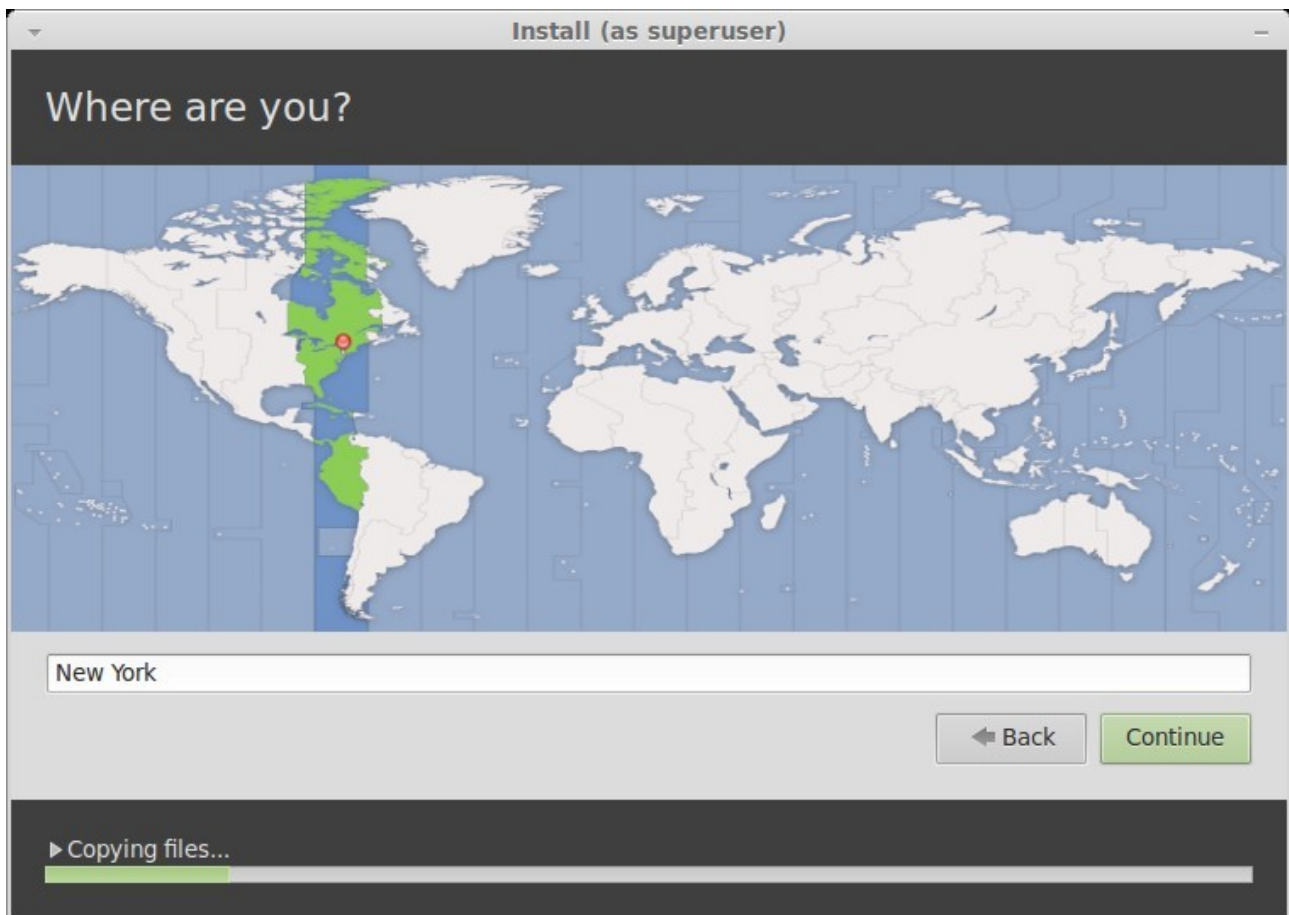 Install (as superuser)
Where are you?
New York
Back
Continue
Copying files...